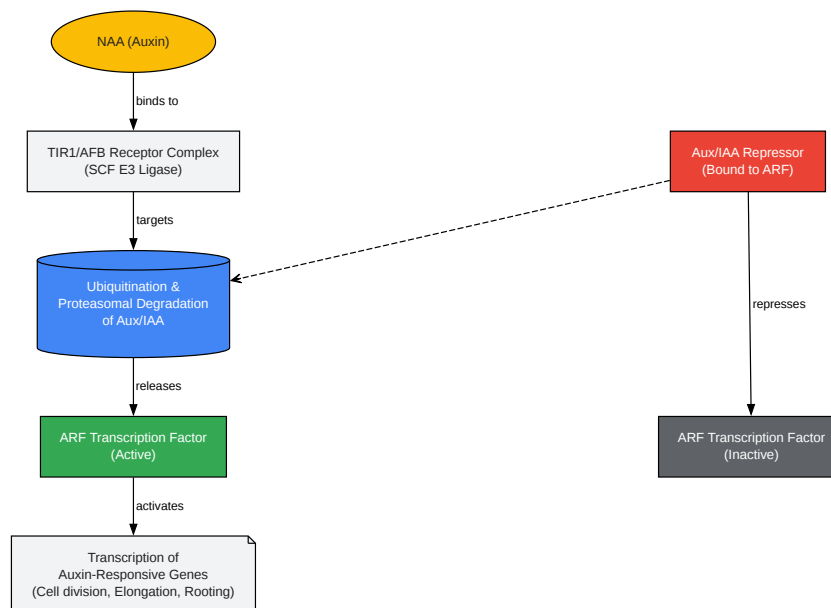 NAA (Auxin)
binds to
TIR1/AFB Receptor Complex
(SCF E3 Ligase)
Aux/IAA Repressor
(Bound to ARF)
targets
Ubiquitination &
Proteasomal Degradation
of Aux/IAA
represses
releases
ARF Transcription Factor
(Active)
ARF Transcription Factor
(Inactive)
activates
Transcription of
Auxin-Responsive Genes
(Cell division, Elongation, Rooting)